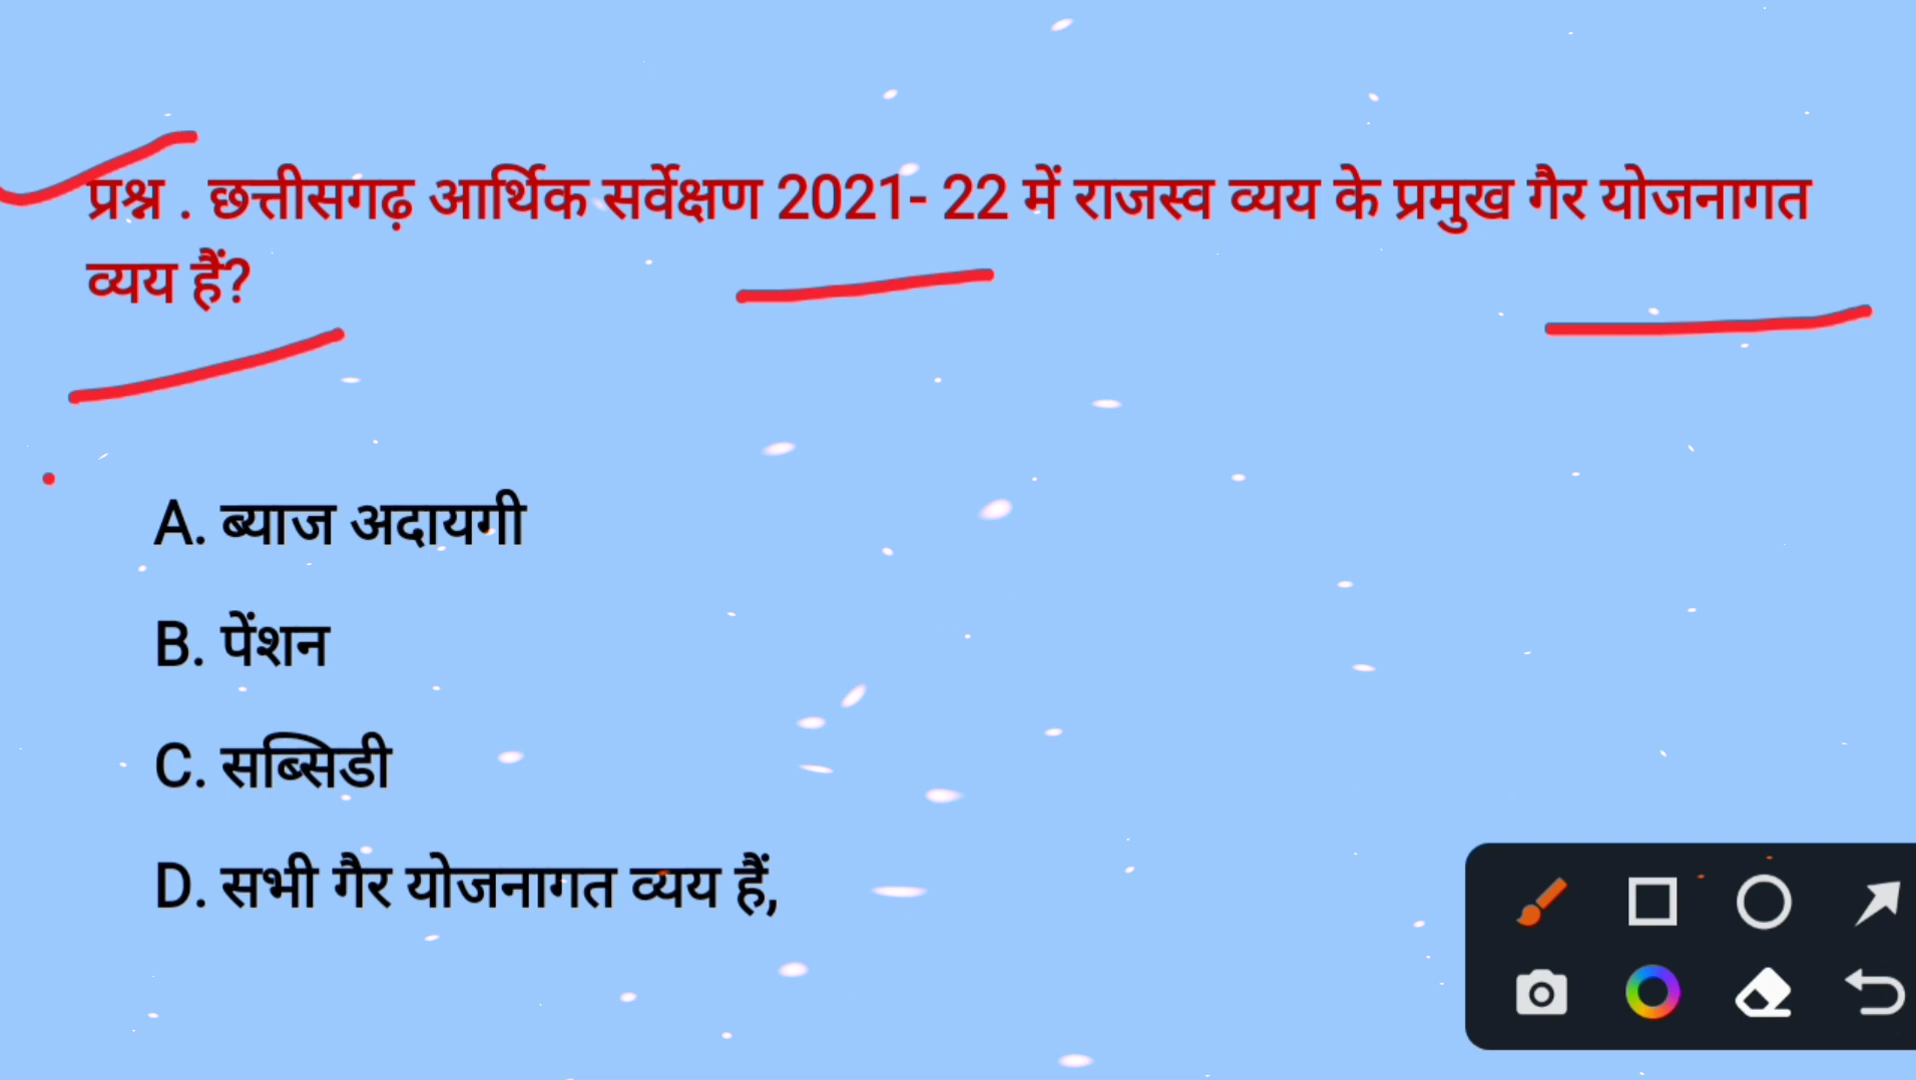 प्रश्न . छत्तीसगढ़ आर्थिक सर्वेक्षण 2021- 22 में राजस्व व्यय के प्रमुख गैर योजनागत
व्यय हैं?
A. ब्याज अदायगी
B. पेंशन
C. सब्सिडी
D. सभी गैर योजनागत व्यय हैं,